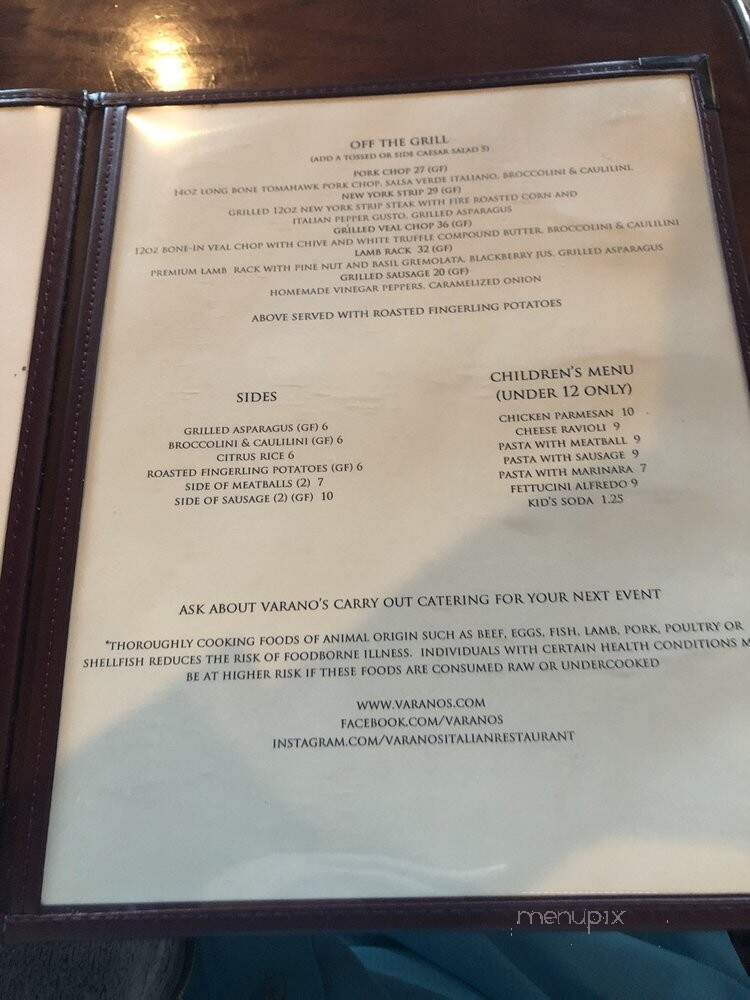 OFF THE GRILL
(ADD A TOSSED OR SIDE CAESAR SALAD 5)
PORK CHOP 27 (GF)
14OZ LONG BONE TOMAHAWK PORK CHOP, SALSA VERDE ITALIANO, BROCCOLINI & CAULILINI,
NEW YORK STRIP 29 (GF)
GRILLED 12OZ NEW YORK STRIP STEAK WITH FIRE ROASTED CORN AND
ITALIAN PEPPER GUSTO, GRILLED ASPARAGUS
GRILLED VEAL CHOP 36 (GF)
12OZ BONE-IN VEAL CHOP WITH CHIVE AND WHITE TRUFFLE COMPOUND BUTTER, BROCCOLINI & CAULILINI
LAMB RACK 32 (GF)
PREMIUM LAMB RACK WITH PINE NUT AND BASIL GREMOLATA, BLACKBERRY JUS, GRILLED ASPARAGUS
GRILLED SAUSAGE 20 (GF)
HOMEMADE VINEGAR PEPPERS, CARAMELIZED ONION
ABOVE SERVED WITH ROASTED FINGERLING POTATOES
SIDES
GRILLED ASPARAGUS (GF) 6
BROCCOLINI & CAULILINI (GF) 6
CITRUS RICE 6
ROASTED FINGERLING POTATOES (GF) 6
SIDE OF MEATBALLS (2) 7
SIDE OF SAUSAGE (2) (GF) 10
CHILDREN'S MENU
(UNDER 12 ONLY)
CHICKEN PARMESAN 10
CHEESE RAVIOLI 9
PASTA WITH MEATBALL 9
PASTA WITH SAUSAGE 9
PASTA WITH MARINARA 7
FETTUCINI ALFREDO 9
KID'S SODA 1.25
ASK ABOUT VARANO'S CARRY OUT CATERING FOR YOUR NEXT EVENT
*THOROUGHLY COOKING FOODS OF ANIMAL ORIGIN SUCH AS BEEF, EGGS, FISH, LAMB, PORK, POULTRY OR
SHELLFISH REDUCES THE RISK OF FOODBORNE ILLNESS. INDIVIDUALS WITH CERTAIN HEALTH CONDITIONS M
BE AT HIGHER RISK IF THESE FOODS ARE CONSUMED RAW OR UNDERCOOKED
WWW.VARANOS.COM
FACEBOOK.COM/VARANOS
INSTAGRAM.COM/VARANOSITALIANRESTAURANT
menupix